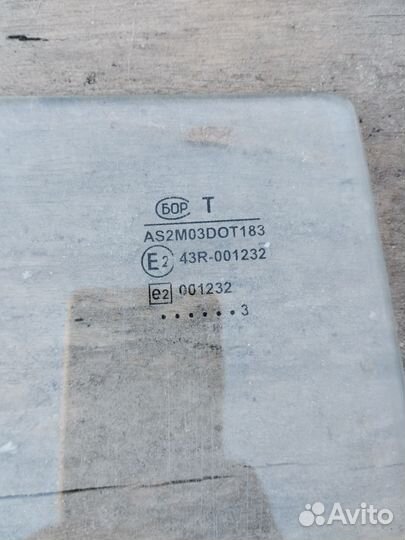 БОР T
AS2M03DOT183
E2 43R-001232
e2 001232
......3
Avito